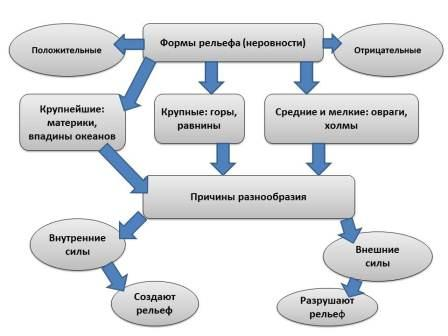 Положительные
Формы рельефа (неровности)
Отрицательные
Крупнейшие:
материки,
впадины океанов
Крупные: горы,
равнины
Средние и мелкие: овраги,
холмы
Причины разнообразия
Внутренние
силы
Внешние
силы
Создают
рельеф
Разрушают
рельеф